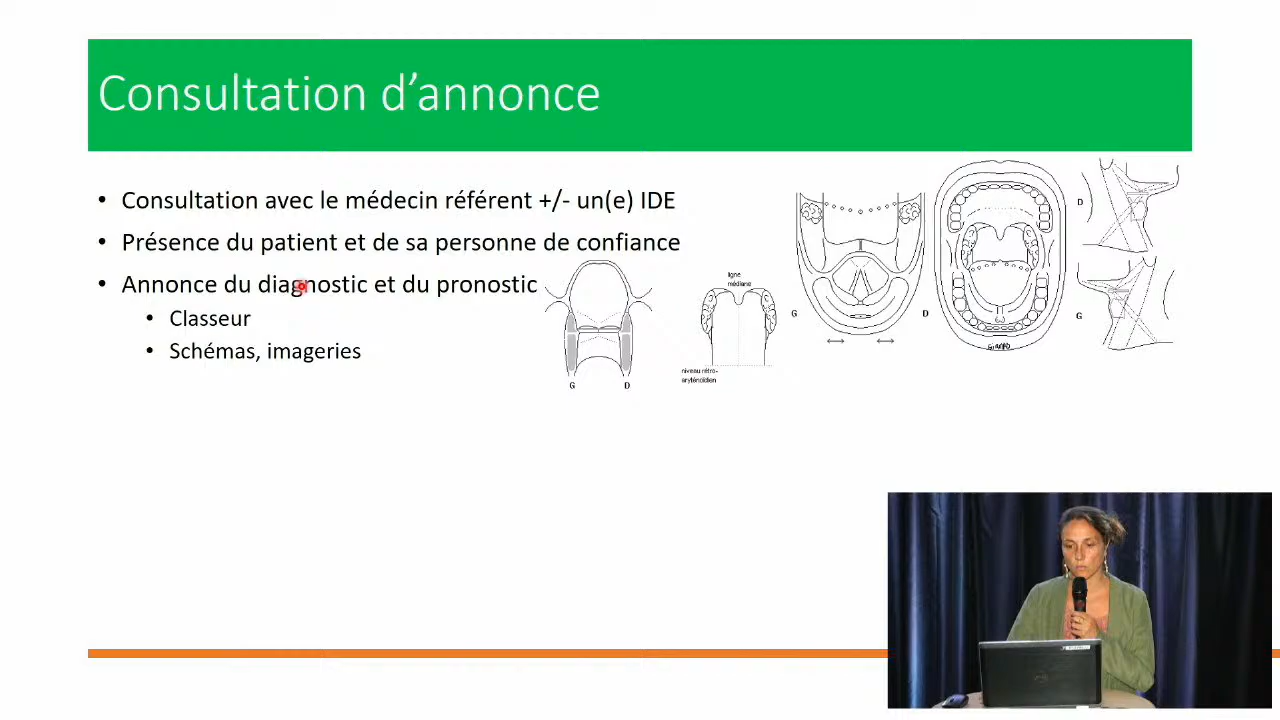 Consultation d’annonce
• Consultation avec le médecin référent +/- un(e) IDE
• Présence du patient et de sa personne de confiance
• Annonce du diagnostic et du pronostic
• Classeur
• Schémas, imageries
G D
ligne
médiane
niveau rétro-
aryténoïdien
G D
D
G